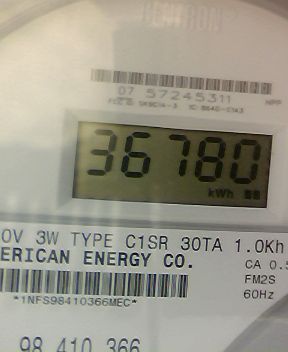 CENTRON
07 57245311
36780
kWh
0V 3W TYPE C1SR 30TA 1.0Kh
ERICAN ENERGY CO.
CA 0.5
FM2S
*1NFS98410366MEC*
60Hz
98 410 366